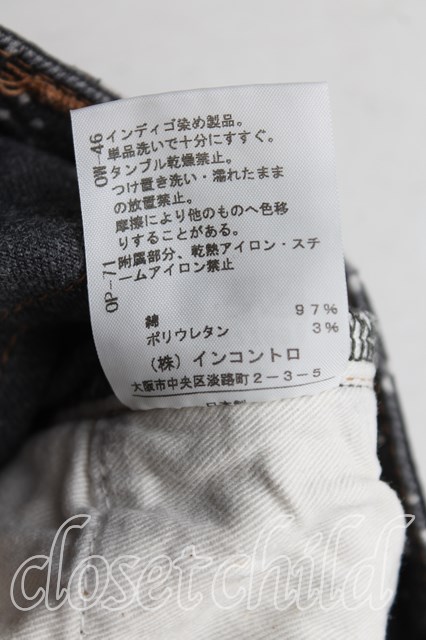 OW-46
インディゴ染め製品。
単品洗いで十分にすすぐ。
タンブル乾燥禁止。
つけ置き洗い・濡れたまま
の放置禁止。
摩擦により他のものへ色移
りすることがある。
OP-71
附属部分、乾熱アイロン・スチ
ームアイロン禁止
綿 97%
ポリウレタン 3%
(株)インコントロ
大阪市中央区淡路町2-3-5
日本製
closet child